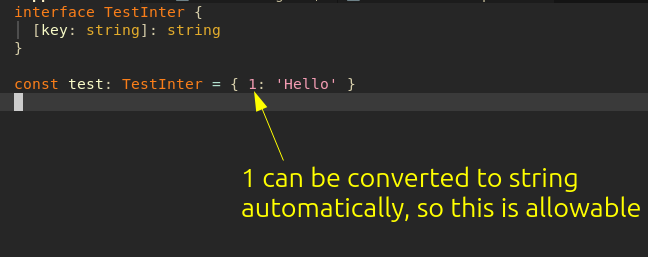 interface TestInter {
[key: string]: string
}
const test: TestInter = { 1: 'Hello' }
1 can be converted to string
automatically, so this is allowable